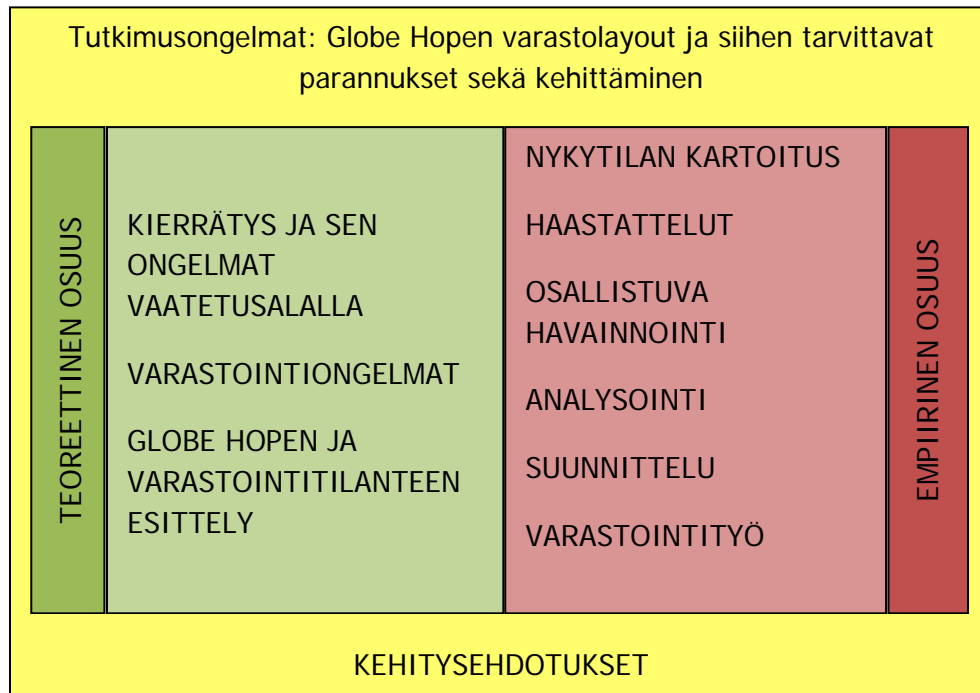 Tutkimusongelmat: Globe Hopen varastolayout ja siihen tarvittavat
parannukset sekä kehittäminen
TEOREETTINEN OSUUS
KIERRÄTYS JA SEN
ONGELMAT
VAATETUSALALLA
VARASTOINTIONGELMAT
GLOBE HOPEN JA
VARASTOINTITILANTEEN
ESITTELY
NYKYTILAN KARTOITUS
HAASTATTELUT
OSALLISTUVA
HAVAINNOINTI
ANALYSOINTI
SUUNNITTELU
VARASTOINTITYÖ
EMPIIRINEN OSUUS
KEHITYSEHDOTUKSET